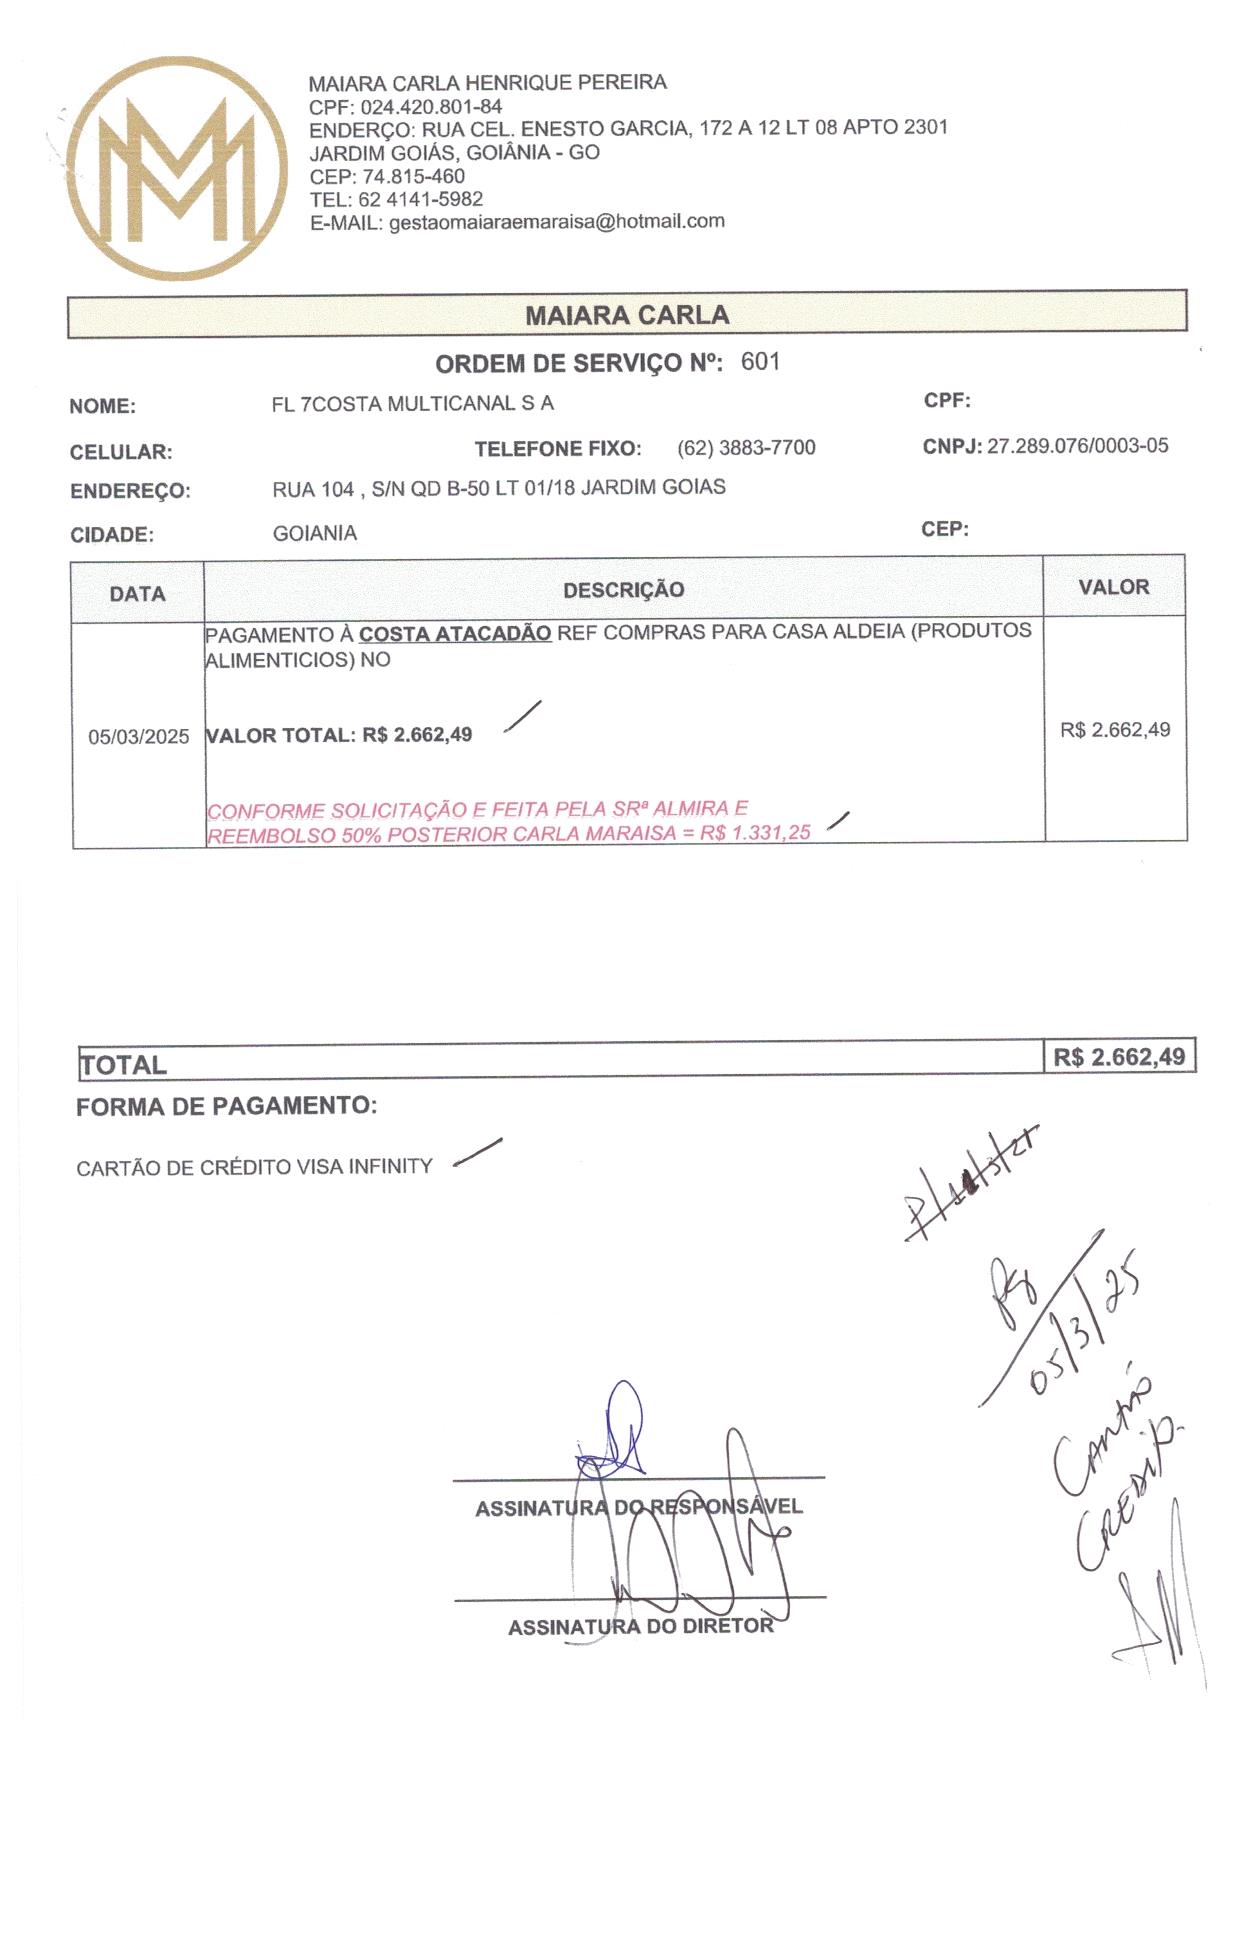 MAIARA CARLA HENRIQUE PEREIRA
CPF: 024.420.801-84
ENDERÇO: RUA CEL. ENESTO GARCIA, 172 A 12 LT 08 APTO 2301
JARDIM GOIÁS, GOIÂNIA - GO
CEP: 74.815-460
TEL: 62 4141-5982
E-MAIL: gestaomaiaraemaraisa@hotmail.com
MAIARA CARLA
ORDEM DE SERVIÇO Nº: 601
NOME: FL 7COSTA MULTICANAL S A CPF:
CELULAR: TELEFONE FIXO: (62) 3883-7700 CNPJ: 27.289.076/0003-05
ENDEREÇO: RUA 104 , S/N QD B-50 LT 01/18 JARDIM GOIAS
CIDADE: GOIANIA CEP:
DATA DESCRIÇÃO VALOR
PAGAMENTO À COSTA ATACADÃO REF COMPRAS PARA CASA ALDEIA (PRODUTOS
ALIMENTICIOS) NO
05/03/2025 VALOR TOTAL: R$ 2.662,49 R$ 2.662,49
CONFORME SOLICITAÇÃO E FEITA PELA SRª ALMIRA E
REEMBOLSO 50% POSTERIOR CARLA MARAISA = R$ 1.331,25
TOTAL R$ 2.662,49
FORMA DE PAGAMENTO:
CARTÃO DE CRÉDITO VISA INFINITY
Pg
05/3/25
CARTÃO
ASSINATURA DO RESPONSÁVEL
ASSINATURA DO DIRETOR